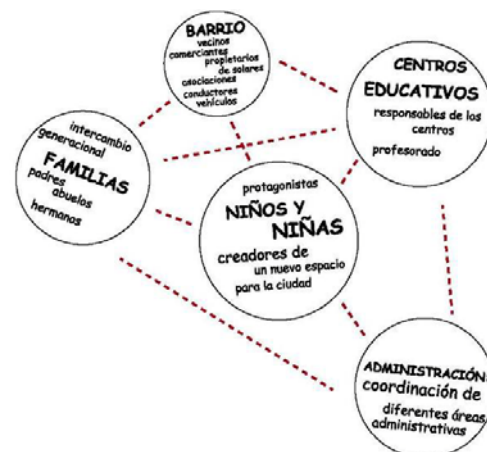 BARRIO
vecinos
comerciantes
propietarios
de solares
asociaciones
conductores
vehículos
CENTROS
EDUCATIVOS
responsables de los
centros
profesorado
intercambio
generacional
FAMILIAS
padres
abuelos
hermanos
protagonistas
NIÑOS Y
NIÑAS
creadores de
un nuevo espacio
para la ciudad
ADMINISTRACIÓN:
coordinación de
diferentes áreas
administrativas